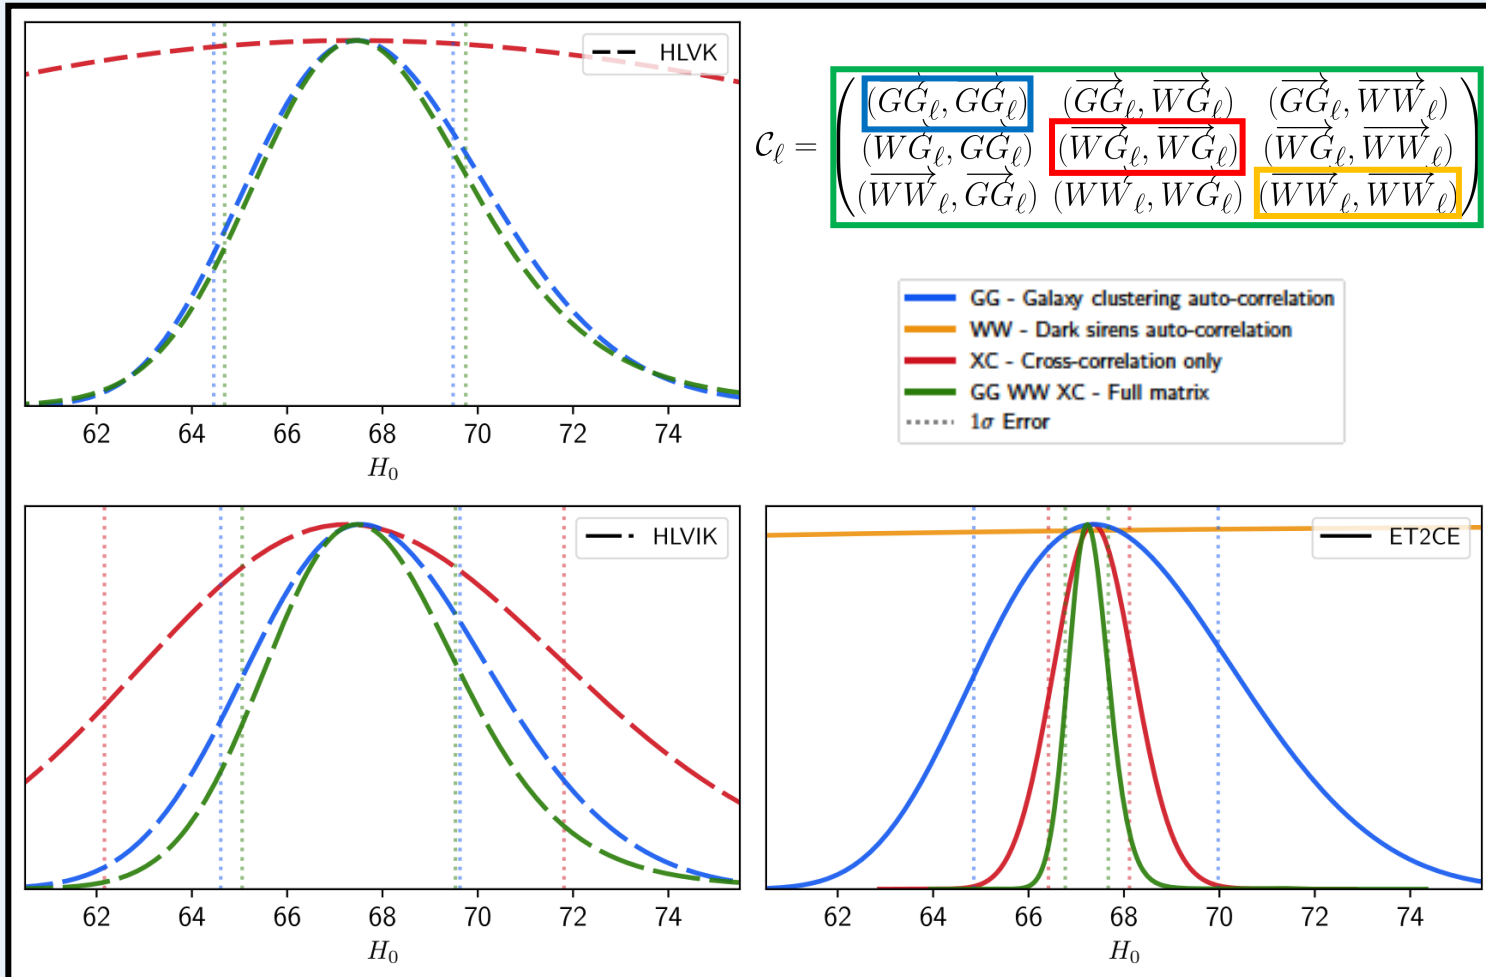 HLVK
62 64 66 68 70 72 74
H₀
𝒞ℓ =
(GGℓ, GGℓ) (GGℓ, WGℓ) (GGℓ, WWℓ)
(WGℓ, GGℓ) (WGℓ, WGℓ) (WGℓ, WWℓ)
(WWℓ, GGℓ) (WWℓ, WGℓ) (WWℓ, WWℓ)
GG - Galaxy clustering auto-correlation
WW - Dark sirens auto-correlation
XC - Cross-correlation only
GG WW XC - Full matrix
1σ Error
HLVIK
62 64 66 68 70 72 74
H₀
ET2CE
62 64 66 68 70 72 74
H₀